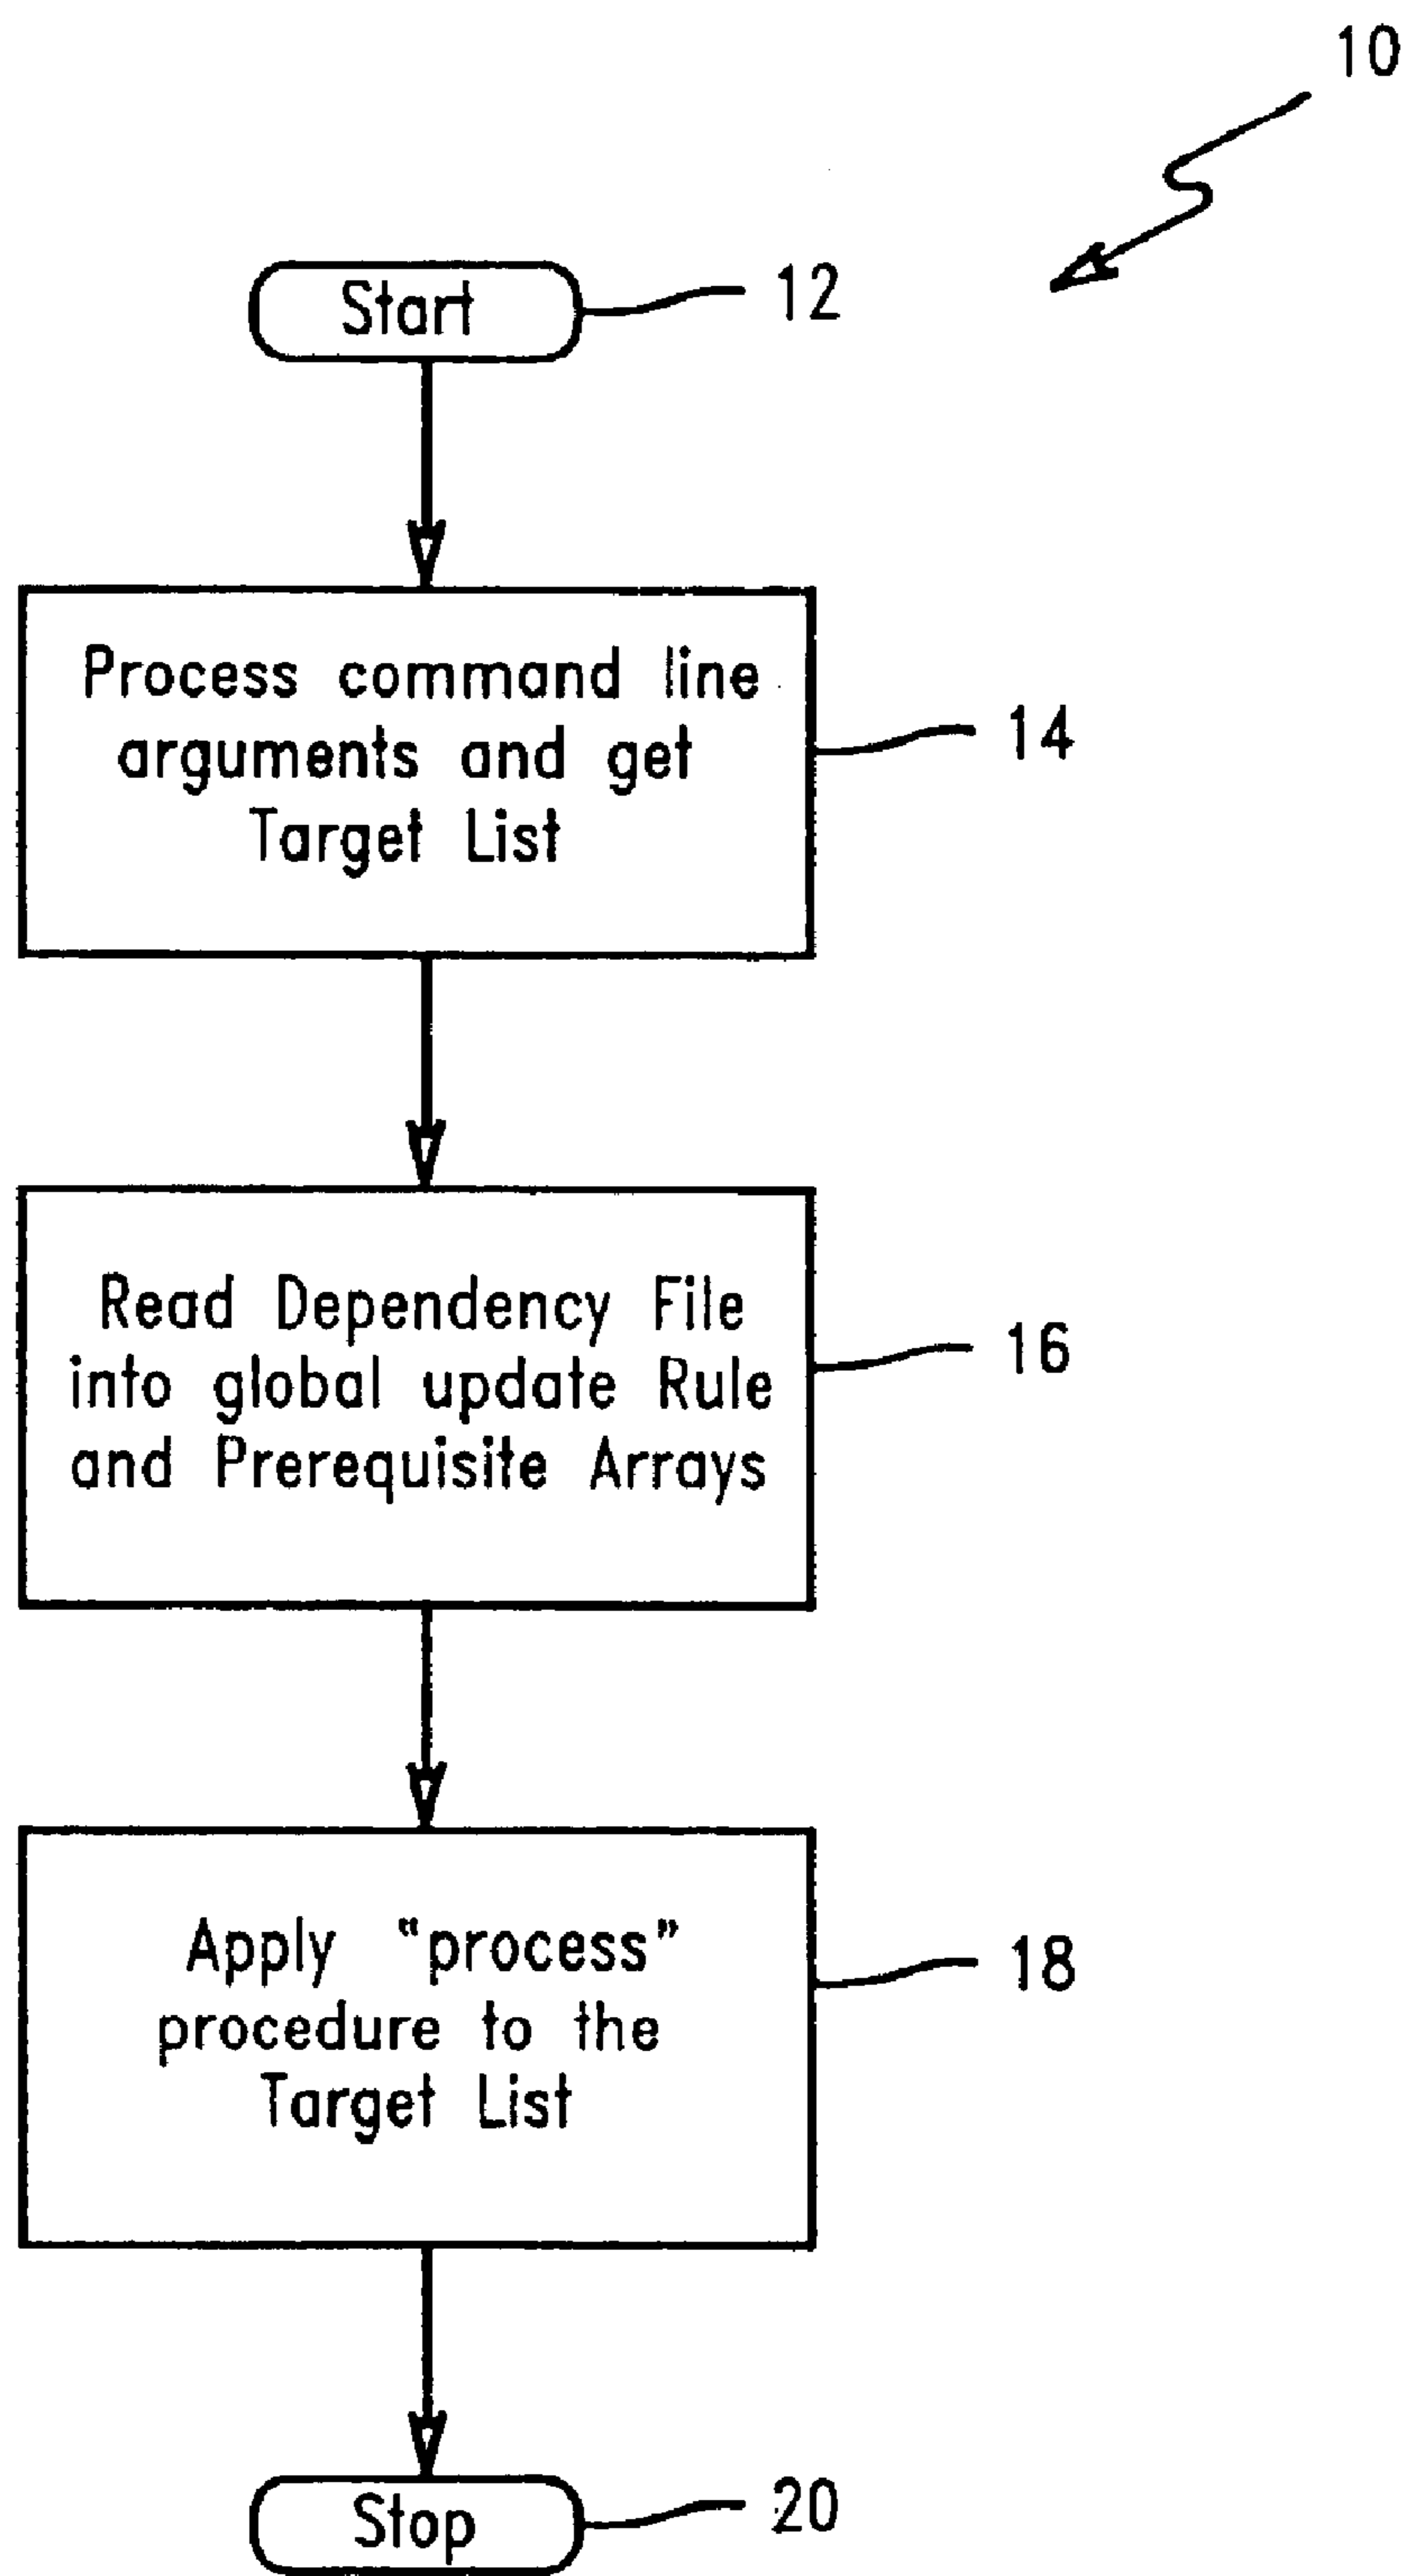 10
Start
12
Process command line
arguments and get
Target List
14
Read Dependency File
into global update Rule
and Prerequisite Arrays
16
Apply “process”
procedure to the
Target List
18
Stop
20